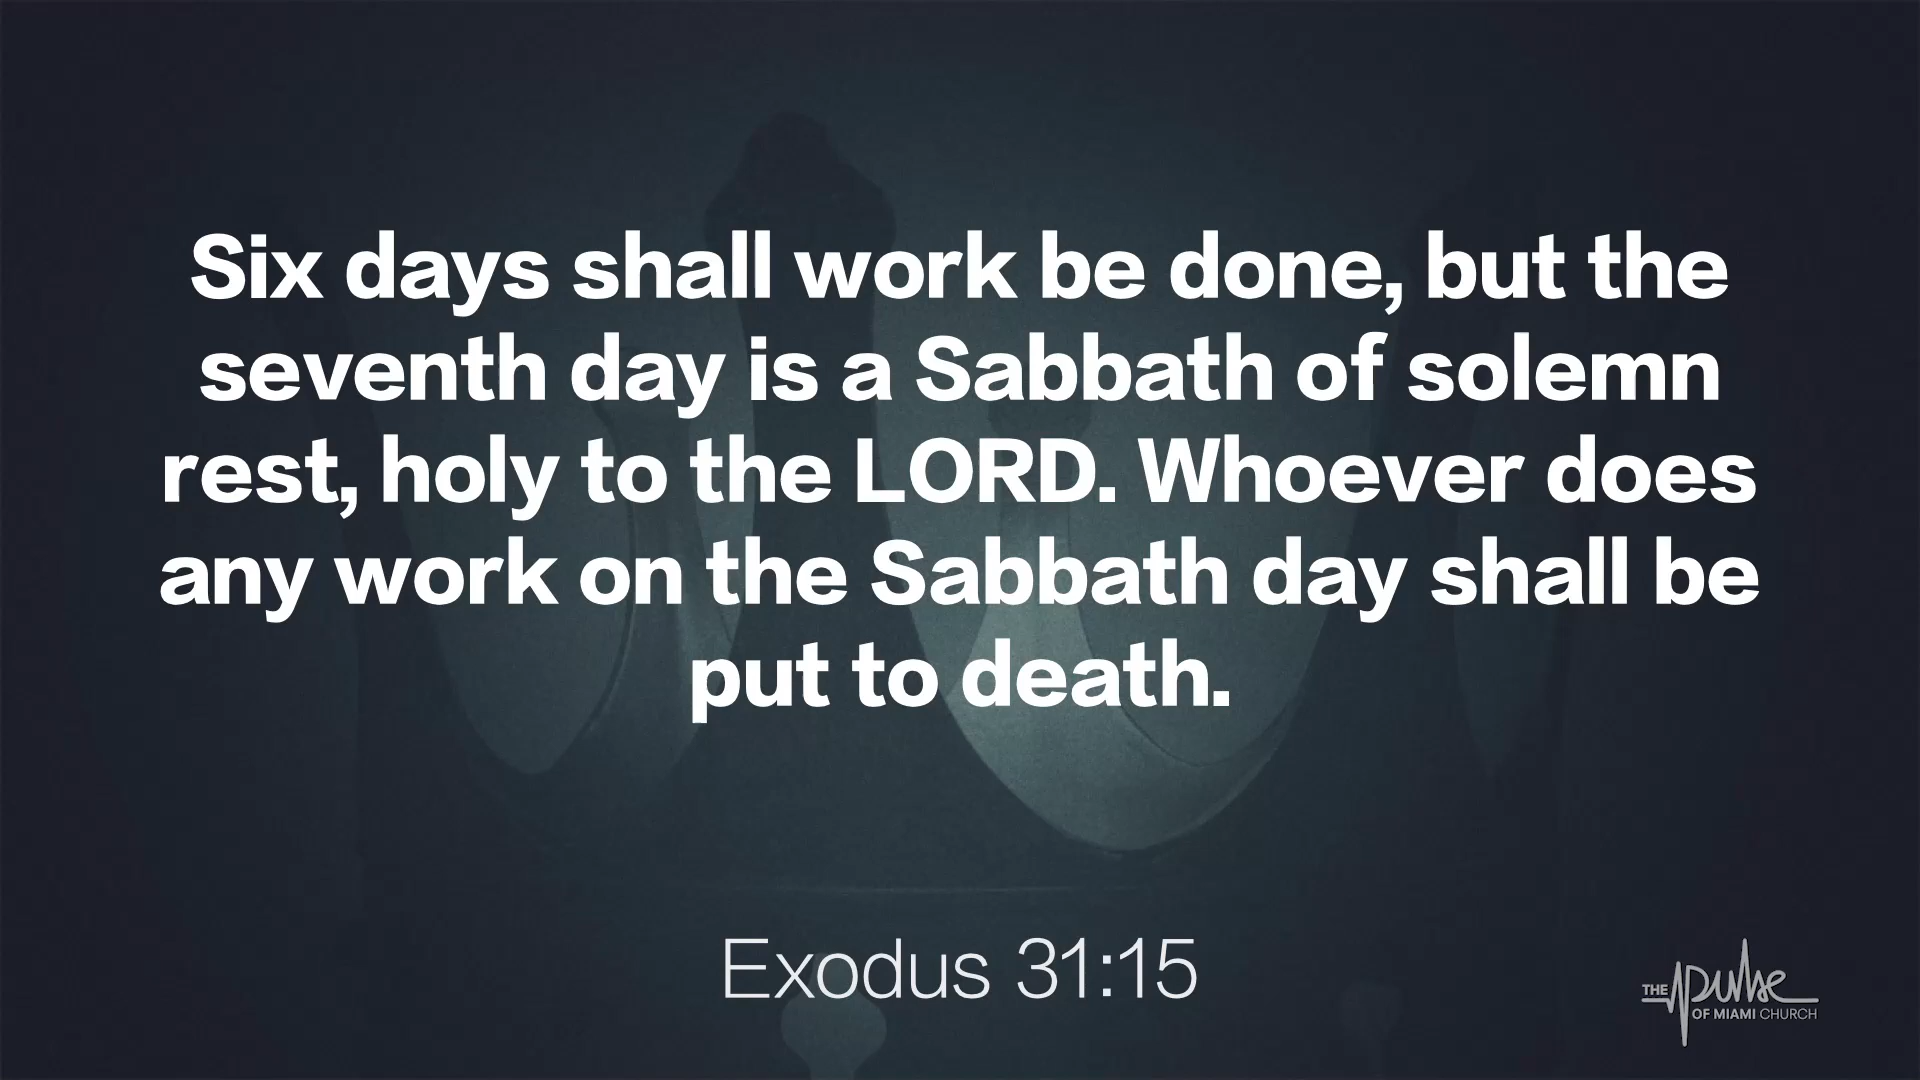 Six days shall work be done, but the
seventh day is a Sabbath of solemn
rest, holy to the LORD. Whoever does
any work on the Sabbath day shall be
put to death.
Exodus 31:15
THE pulse
OF MIAMI CHURCH